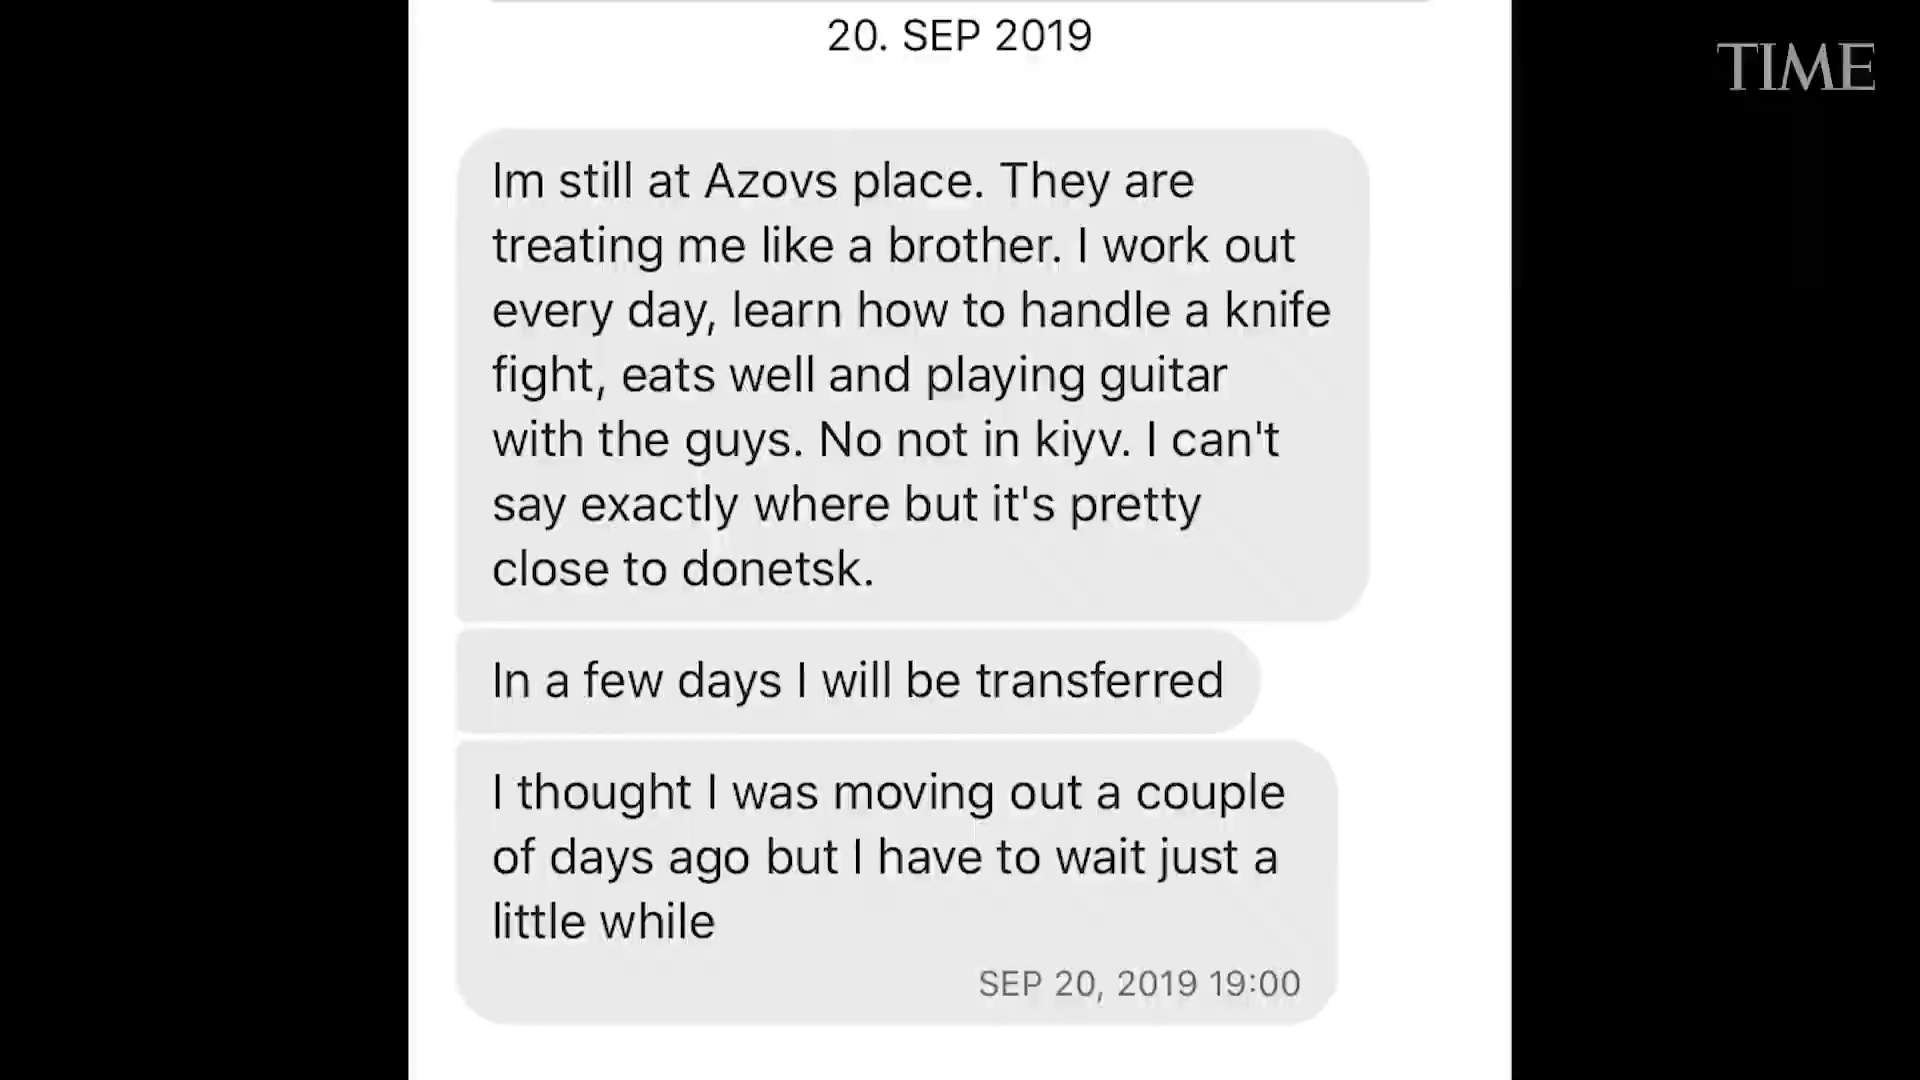 20. SEP 2019
TIME
Im still at Azovs place. They are
treating me like a brother. I work out
every day, learn how to handle a knife
fight, eats well and playing guitar
with the guys. No not in kiyv. I can't
say exactly where but it's pretty
close to donetsk.
In a few days I will be transferred
I thought I was moving out a couple
of days ago but I have to wait just a
little while
SEP 20, 2019 19:00